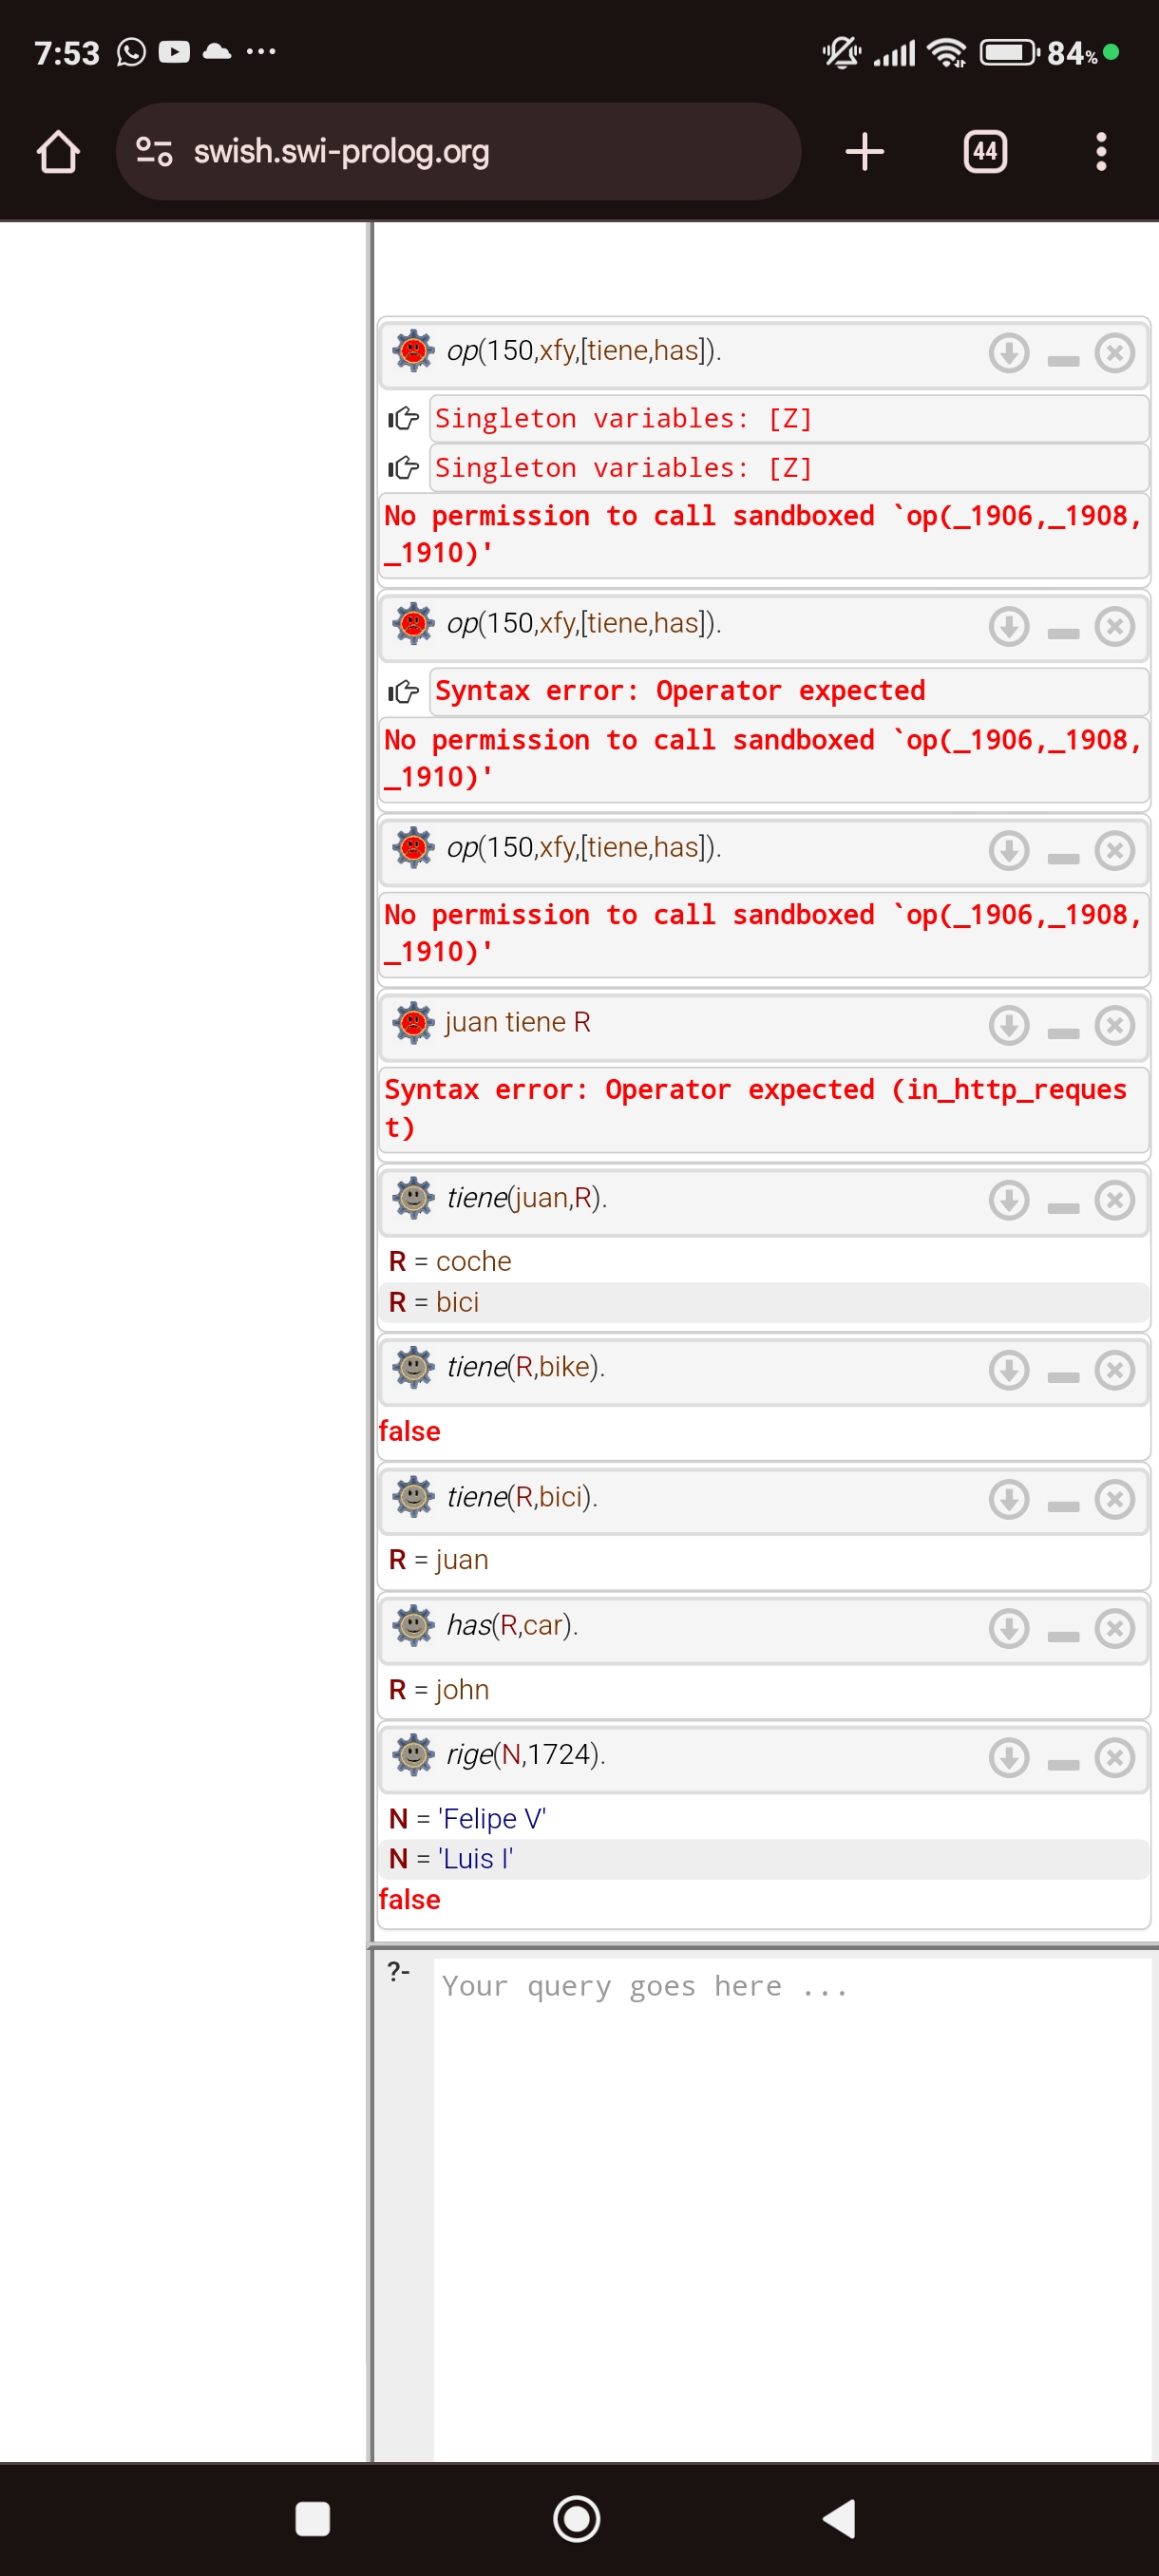 7:53
84%
swish.swi-prolog.org
44
op(150,xfy,[tiene,has]).
Singleton variables: [Z]
Singleton variables: [Z]
No permission to call sandboxed `op(_1906,_1908,
_1910)'
op(150,xfy,[tiene,has]).
Syntax error: Operator expected
No permission to call sandboxed `op(_1906,_1908,
_1910)'
op(150,xfy,[tiene,has]).
No permission to call sandboxed `op(_1906,_1908,
_1910)'
juan tiene R
Syntax error: Operator expected (in_http_reques
t)
tiene(juan,R).
R = coche
R = bici
tiene(R,bike).
false
tiene(R,bici).
R = juan
has(R,car).
R = john
rige(N,1724).
N = 'Felipe V'
N = 'Luis I'
false
?-
Your query goes here ...